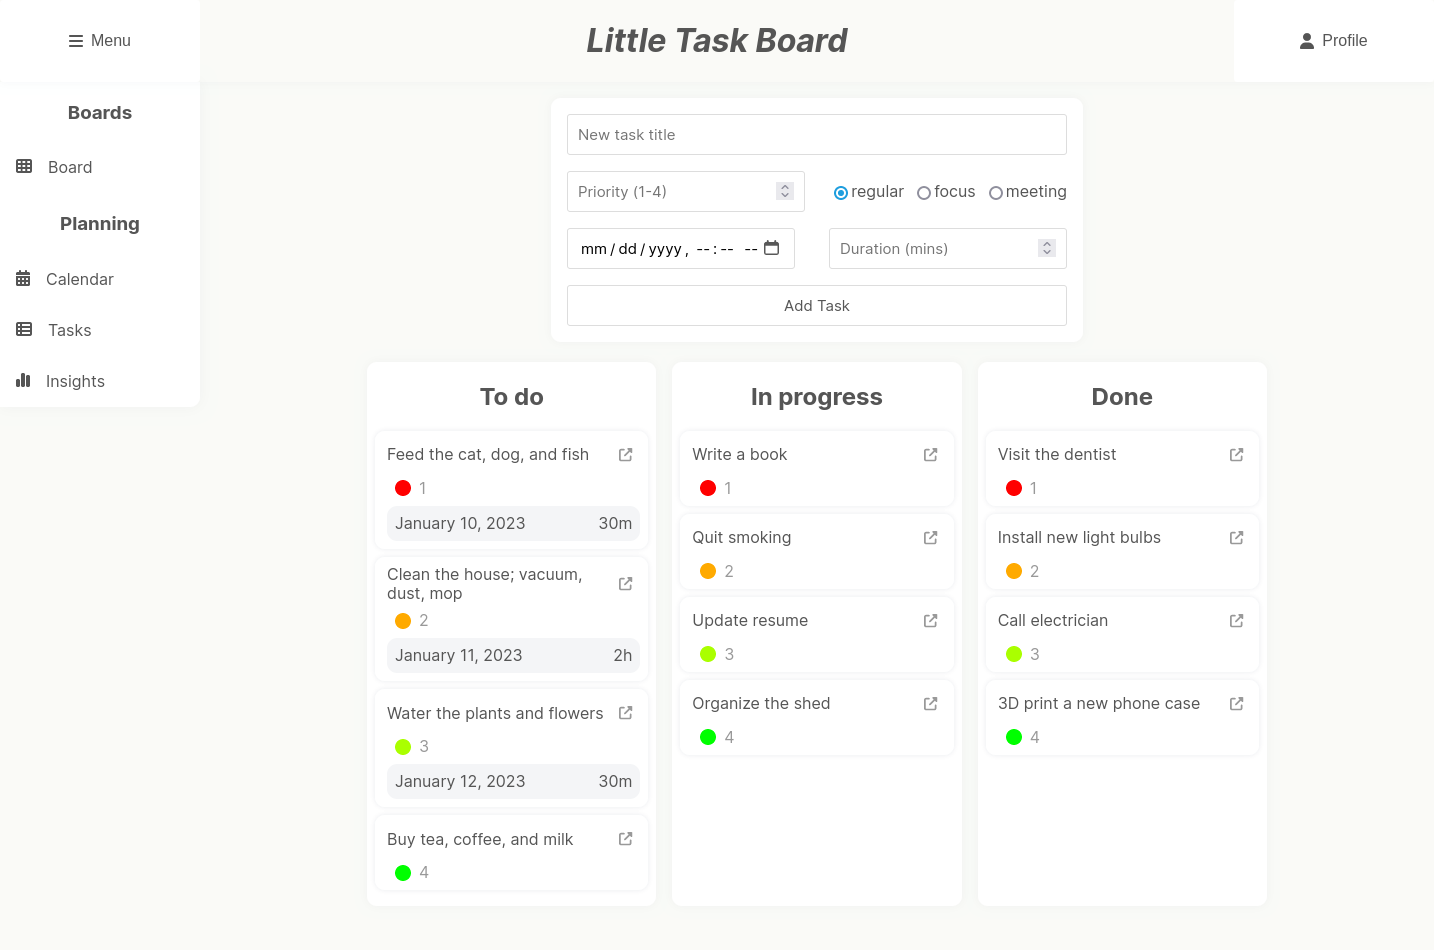 Menu
Little Task Board
Profile
Boards
Board
Planning
Calendar
Tasks
Insights
New task title
Priority (1-4)
regular focus meeting
mm/dd/yyyy, --:-- --
Duration (mins)
Add Task
To do
Feed the cat, dog, and fish
1
January 10, 2023 30m
Clean the house; vacuum,
dust, mop
2
January 11, 2023 2h
Water the plants and flowers
3
January 12, 2023 30m
Buy tea, coffee, and milk
4
In progress
Write a book
1
Quit smoking
2
Update resume
3
Organize the shed
4
Done
Visit the dentist
1
Install new light bulbs
2
Call electrician
3
3D print a new phone case
4